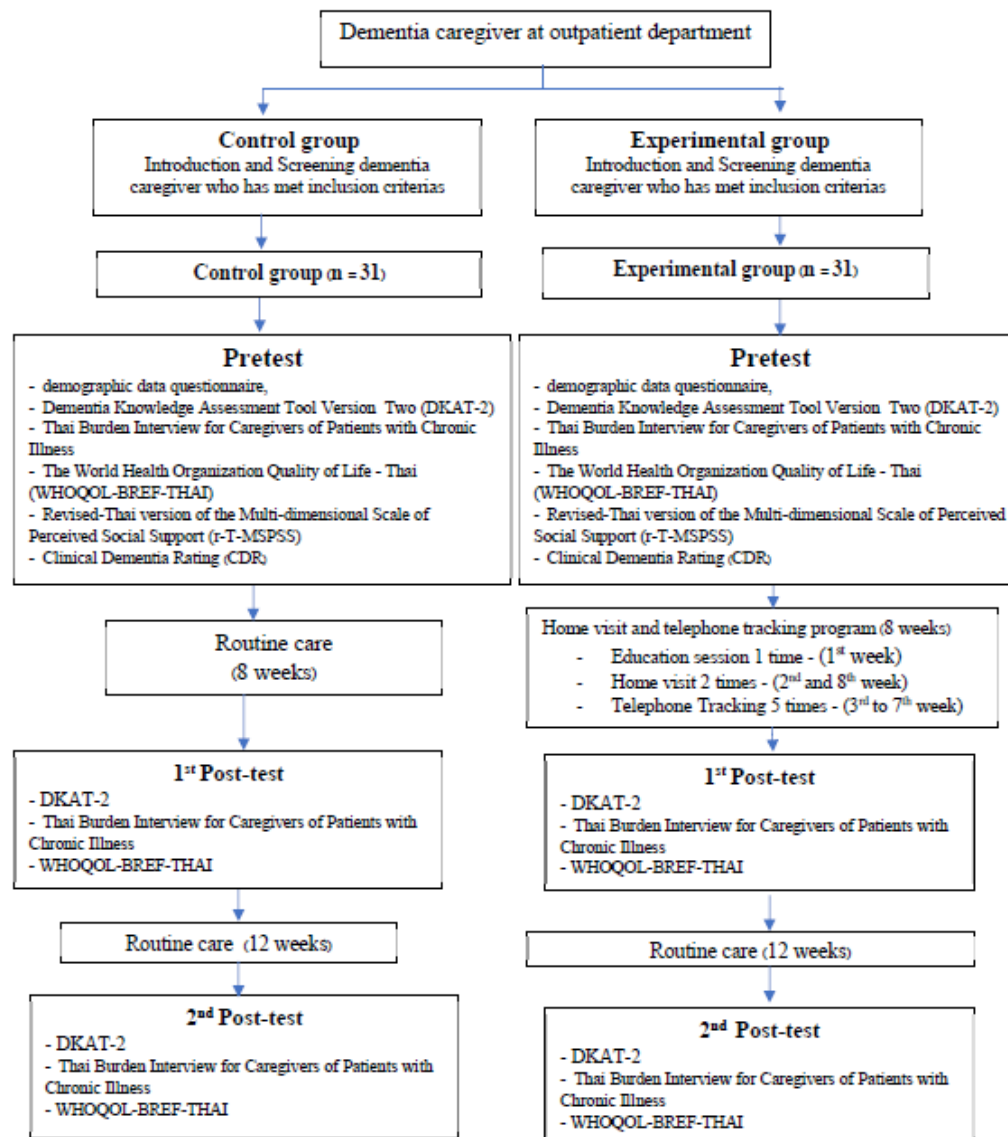 Dementia caregiver at outpatient department
Control group
Introduction and Screening dementia
caregiver who has met inclusion criterias
Experimental group
Introduction and Screening dementia
caregiver who has met inclusion criterias
Control group (n = 31)
Experimental group (n = 31)
Pretest
- demographic data questionnaire,
- Dementia Knowledge Assessment Tool Version Two (DKAT-2)
- Thai Burden Interview for Caregivers of Patients with Chronic
Illness
- The World Health Organization Quality of Life - Thai
(WHOQOL-BREF-THAI)
- Revised-Thai version of the Multi-dimensional Scale of
Perceived Social Support (r-T-MSPSS)
- Clinical Dementia Rating (CDR)
Pretest
- demographic data questionnaire,
- Dementia Knowledge Assessment Tool Version Two (DKAT-2)
- Thai Burden Interview for Caregivers of Patients with Chronic
Illness
- The World Health Organization Quality of Life - Thai
(WHOQOL-BREF-THAI)
- Revised-Thai version of the Multi-dimensional Scale of Perceived
Social Support (r-T-MSPSS)
- Clinical Dementia Rating (CDR)
Routine care
(8 weeks)
Home visit and telephone tracking program (8 weeks)
- Education session 1 time - (1st week)
- Home visit 2 times - (2nd and 8th week)
- Telephone Tracking 5 times - (3rd to 7th week)
1st Post-test
- DKAT-2
- Thai Burden Interview for Caregivers of Patients with
Chronic Illness
- WHOQOL-BREF-THAI
1st Post-test
- DKAT-2
- Thai Burden Interview for Caregivers of Patients with
Chronic Illness
- WHOQOL-BREF-THAI
Routine care (12 weeks)
Routine care (12 weeks)
2nd Post-test
- DKAT-2
- Thai Burden Interview for Caregivers of Patients with
Chronic Illness
- WHOQOL-BREF-THAI
2nd Post-test
- DKAT-2
- Thai Burden Interview for Caregivers of Patients with
Chronic Illness
- WHOQOL-BREF-THAI